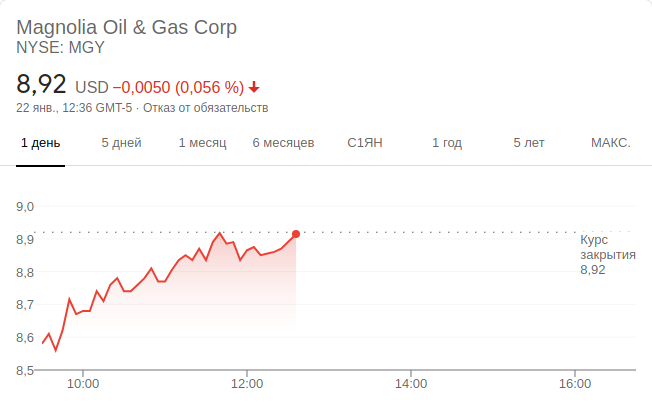 Magnolia Oil & Gas Corp
NYSE: MGY
8,92 USD −0,0050 (0,056 %)
22 янв., 12:36 GMT-5 · Отказ от обязательств
1 день 5 дней 1 месяц 6 месяцев С1ЯН 1 год 5 лет МАКС.
9,0
8,9
Курс
закрытия
8,92
8,8
8,7
8,6
8,5
10:00 12:00 14:00 16:00